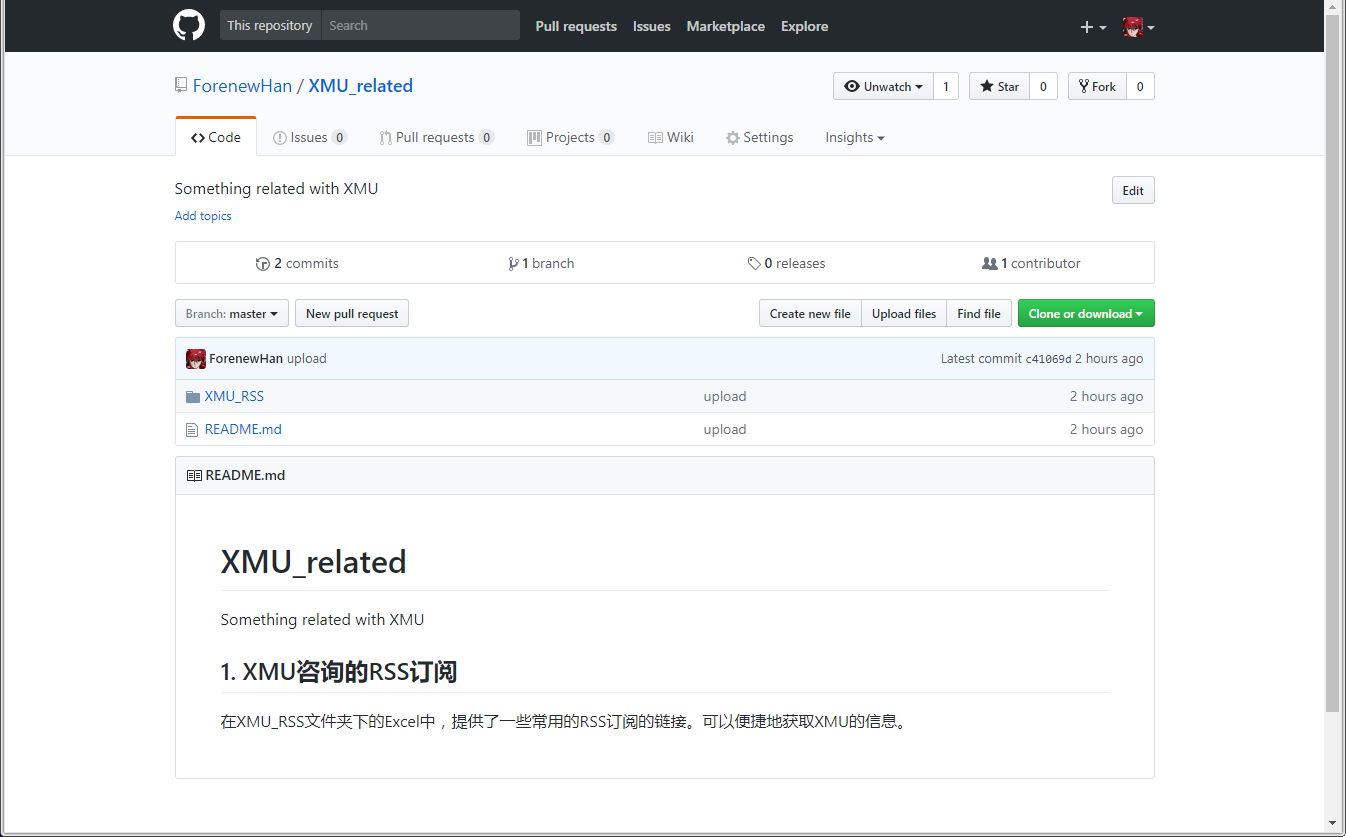 This repository Search Pull requests Issues Marketplace Explore
ForenewHan / XMU_related Unwatch 1 Star 0 Fork 0
Code Issues 0 Pull requests 0 Projects 0 Wiki Settings Insights
Something related with XMU Edit
Add topics
2 commits 1 branch 0 releases 1 contributor
Branch: master New pull request Create new file Upload files Find file Clone or download
ForenewHan upload Latest commit c41069d 2 hours ago
XMU_RSS upload 2 hours ago
README.md upload 2 hours ago
README.md
XMU_related
Something related with XMU
1. XMU咨询的RSS订阅
在XMU_RSS文件夹下的Excel中，提供了一些常用的RSS订阅的链接。可以便捷地获取XMU的信息。